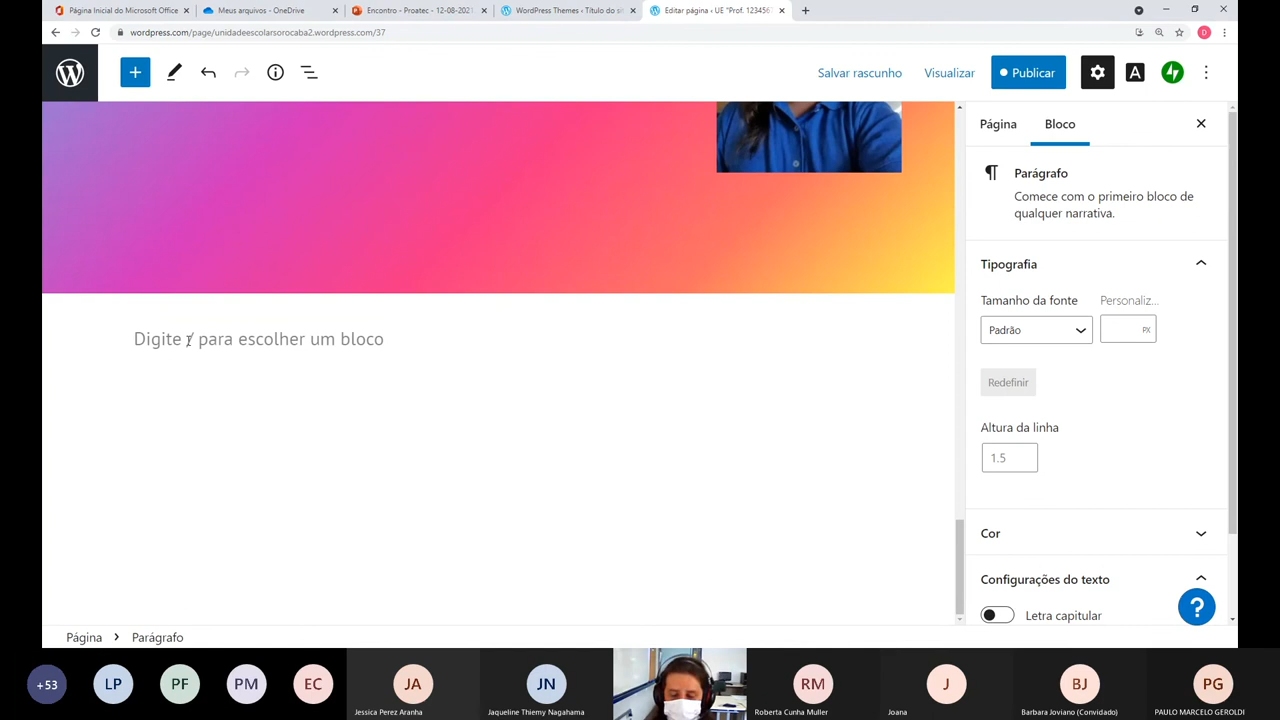 Página Inicial do Microsoft Office
Meus arquivos - OneDrive
Encontro - Proatec - 12-08-2021
WordPress Themes ‹ Título do sit
Editar página ‹ UE "Prof. 123456
wordpress.com/page/unidadeescolarsorocaba2.wordpress.com/37
D
Salvar rascunho
Visualizar
Publicar
A
Página
Bloco
Parágrafo
Comece com o primeiro bloco de
qualquer narrativa.
Tipografia
Tamanho da fonte
Personaliz...
Padrão
PX
Redefinir
Altura da linha
1.5
Cor
Configurações do texto
Letra capitular
?
Digite / para escolher um bloco
Página
Parágrafo
+53
LP
PF
PM
EC
JA
JN
RM
J
BJ
PG
Jessica Perez Aranha
Jaqueline Thiemy Nagahama
Roberta Cunha Muller
Joana
Barbara Joviano (Convidado)
PAULO MARCELO GEROLDI